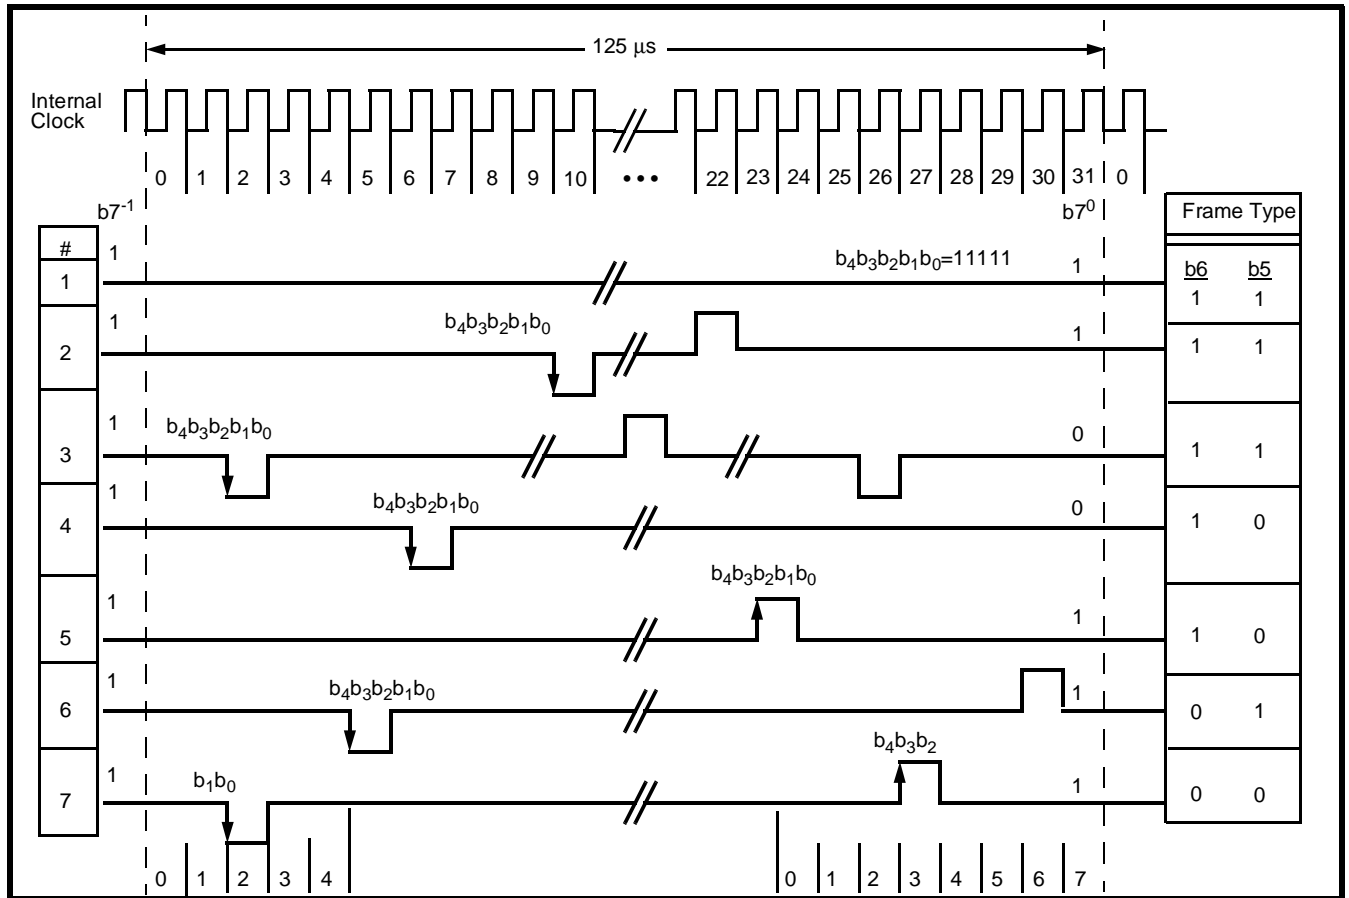 125 μs
Internal
Clock
0 1 2 3 4 5 6 7 8 9 10 ••• 22 23 24 25 26 27 28 29 30 31 0
b7⁻¹ b7⁰ Frame Type
# 1 b₄b₃b₂b₁b₀=11111 1 b6 b5
1 1 1
1 b₄b₃b₂b₁b₀ 1
2 1 1
1 b₄b₃b₂b₁b₀ 0
3 1 1
1 b₄b₃b₂b₁b₀ 0
4 1 0
b₄b₃b₂b₁b₀
1 1
5 1 0
1 b₄b₃b₂b₁b₀ 1
6 0 1
b₄b₃b₂
1 b₁b₀ 1
7 0 0
0 1 2 3 4 0 1 2 3 4 5 6 7